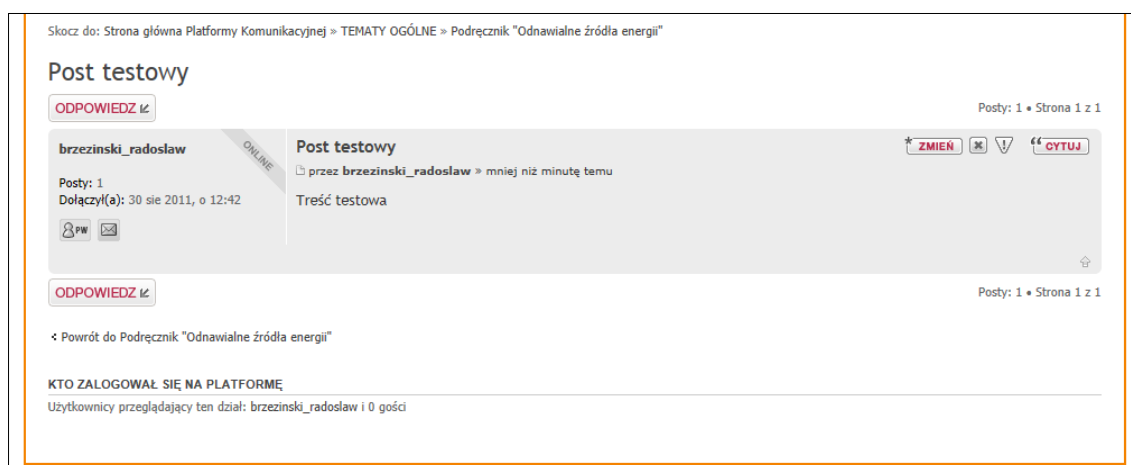 Skocz do: Strona główna Platformy Komunikacyjnej » TEMATY OGÓLNE » Podręcznik "Odnawialne źródła energii"
Post testowy
ODPOWIEDZ
Posty: 1 • Strona 1 z 1
brzezinski_radoslaw
ONLINE
Posty: 1
Dołączył(a): 30 sie 2011, o 12:42
PW
Post testowy
przez brzezinski_radoslaw » mniej niż minutę temu
Treść testowa
* ZMIEŃ
“ CYTUJ
ODPOWIEDZ
Posty: 1 • Strona 1 z 1
Powrót do Podręcznik "Odnawialne źródła energii"
KTO ZALOGOWAŁ SIĘ NA PLATFORMĘ
Użytkownicy przeglądający ten dział: brzezinski_radoslaw i 0 gości